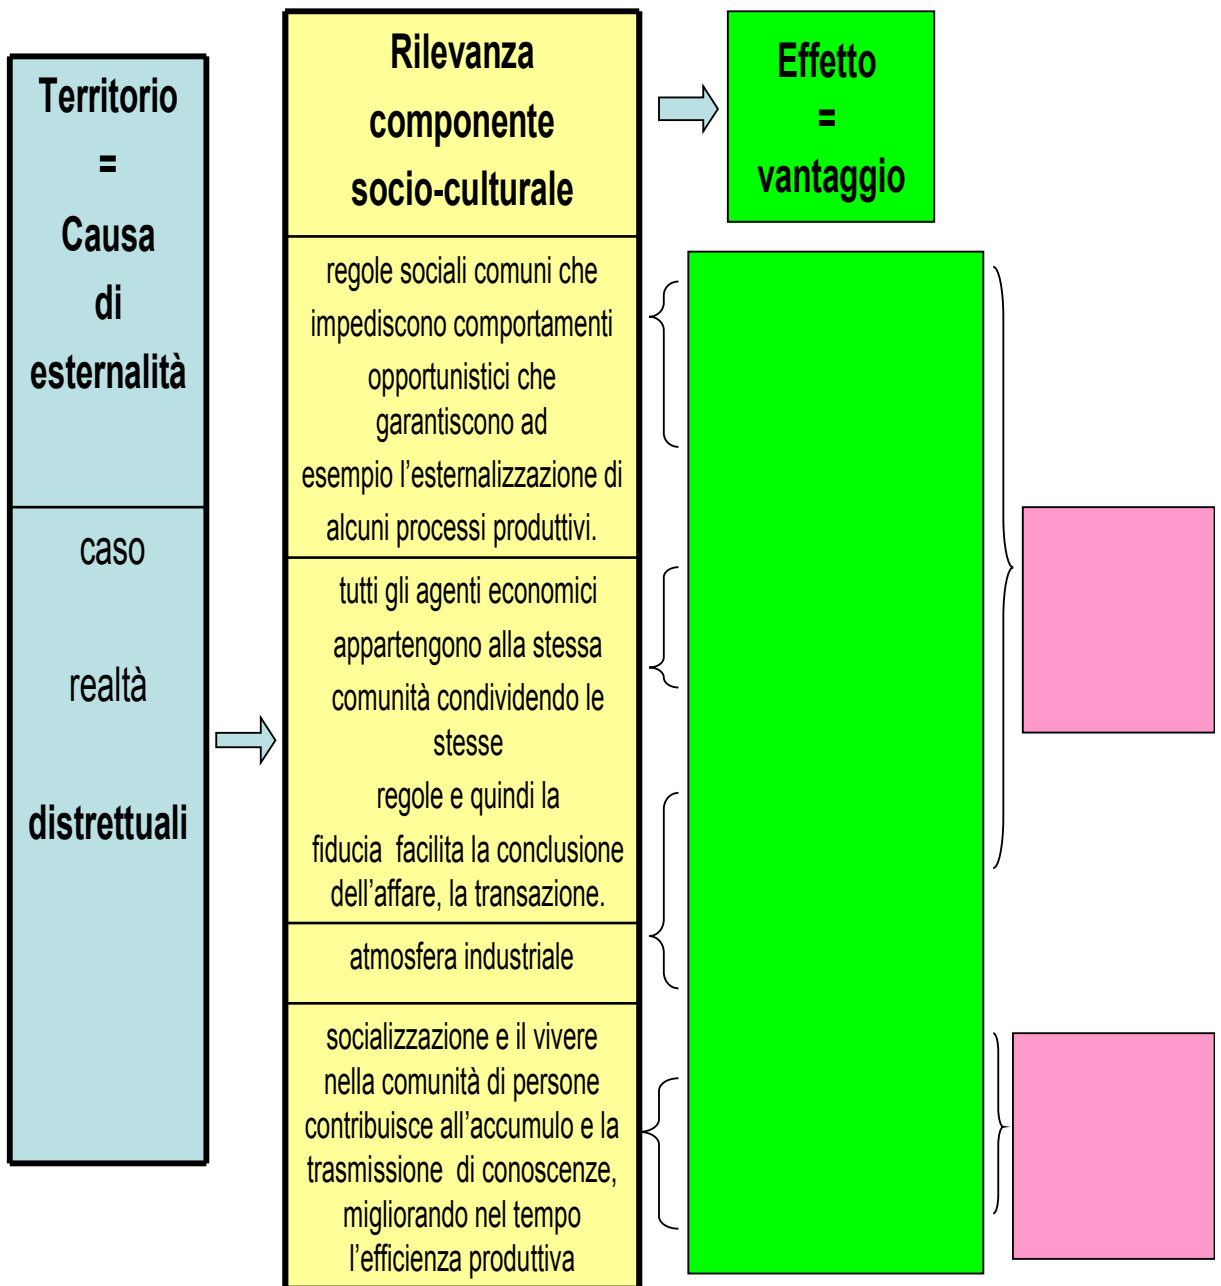 Territorio
=
Causa
di
esternalità
caso
realtà
distrettuali
Rilevanza
componente
socio-culturale
regole sociali comuni che
impediscono comportamenti
opportunistici che
garantiscono ad
esempio l’esternalizzazione di
alcuni processi produttivi.
tutti gli agenti economici
appartengono alla stessa
comunità condividendo le
stesse
regole e quindi la
fiducia facilita la conclusione
dell’affare, la transazione.
atmosfera industriale
socializzazione e il vivere
nella comunità di persone
contribuisce all’accumulo e la
trasmissione di conoscenze,
migliorando nel tempo
l’efficienza produttiva
Effetto
=
vantaggio